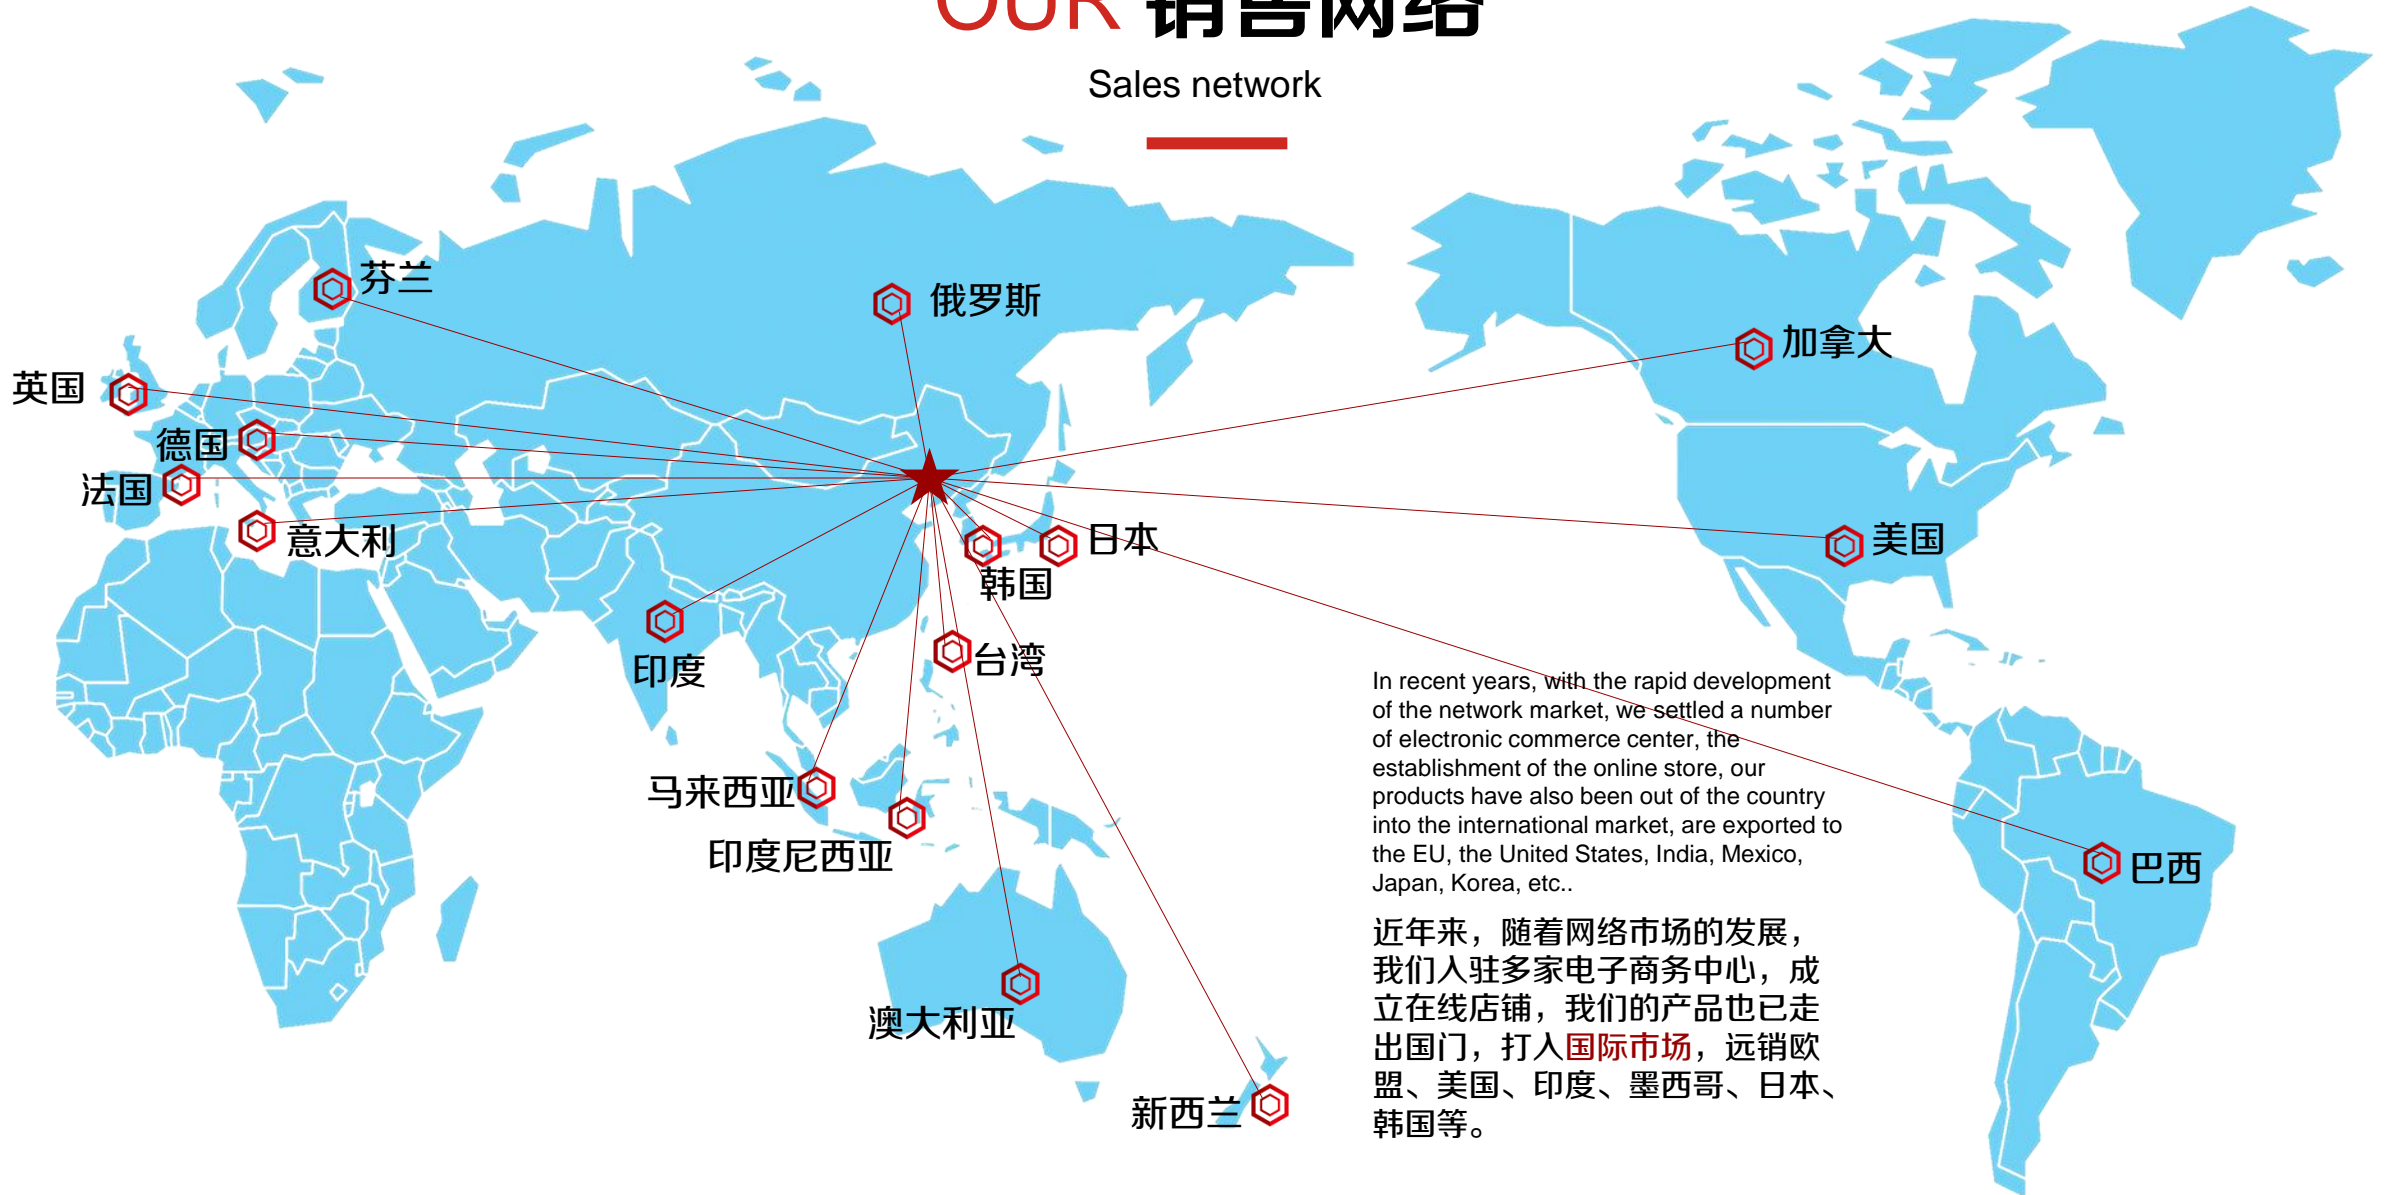 OUR 销售网络
Sales network
芬兰
俄罗斯
加拿大
英国
德国
法国
意大利
日本
美国
韩国
台湾
印度
马来西亚
印度尼西亚
巴西
澳大利亚
新西兰
In recent years, with the rapid development
of the network market, we settled a number
of electronic commerce center, the
establishment of the online store, our
products have also been out of the country
into the international market, are exported to
the EU, the United States, India, Mexico,
Japan, Korea, etc..
近年来，随着网络市场的发展，
我们入驻多家电子商务中心，成
立在线店铺，我们的产品也已走
出国门，打入国际市场，远销欧
盟、美国、印度、墨西哥、日本、
韩国等。